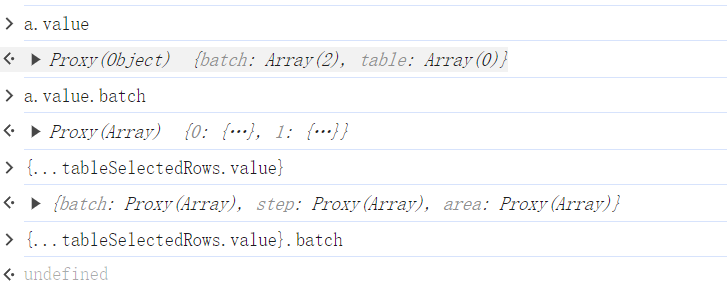 a.value
Proxy(Object) {batch: Array(2), table: Array(0)}
a.value.batch
Proxy(Array) {0: {…}, 1: {…}}
{...tableSelectedRows.value}
{batch: Proxy(Array), step: Proxy(Array), area: Proxy(Array)}
{...tableSelectedRows.value}.batch
undefined